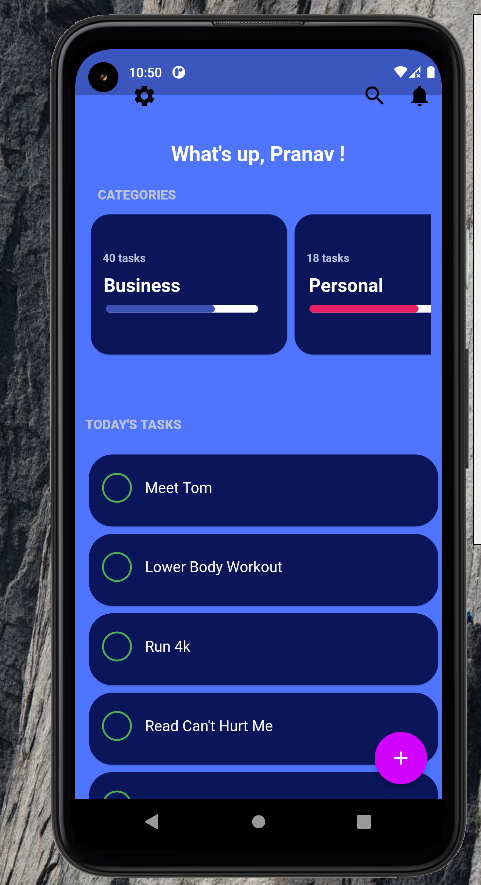 10:50
What's up, Pranav !
CATEGORIES
40 tasks
Business
18 tasks
Personal
TODAY'S TASKS
Meet Tom
Lower Body Workout
Run 4k
Read Can't Hurt Me
+